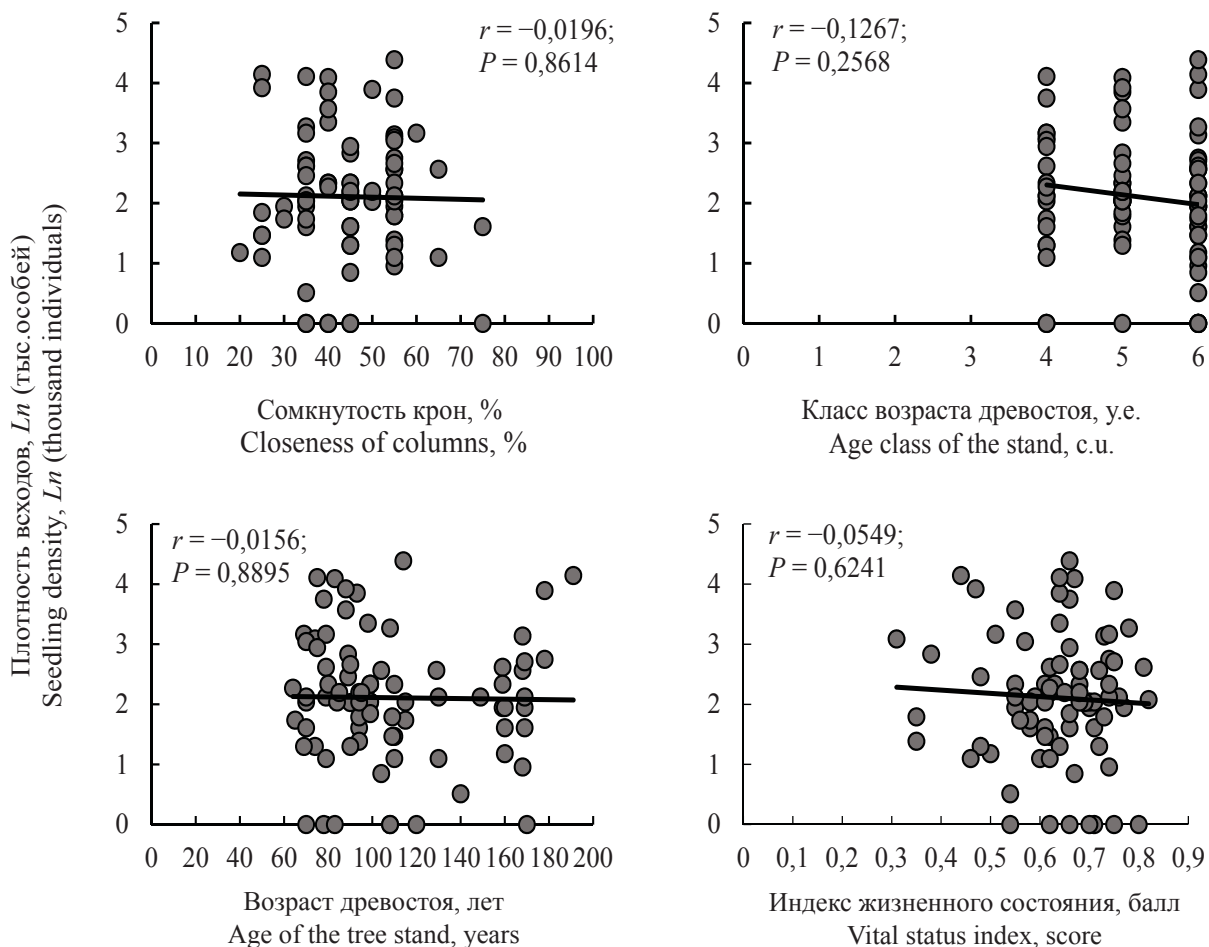 Плотность всходов, Ln (тыс.особей)
Seedling density, Ln (thousand individuals)
r = −0,0196;
P = 0,8614
5
4
3
2
1
0
0 10 20 30 40 50 60 70 80 90 100
Сомкнутость крон, %
Closeness of columns, %
r = −0,1267;
P = 0,2568
5
4
3
2
1
0
0 1 2 3 4 5 6
Класс возраста древостоя, у.е.
Age class of the stand, c.u.
r = −0,0156;
P = 0,8895
5
4
3
2
1
0
0 20 40 60 80 100 120 140 160 180 200
Возраст древостоя, лет
Age of the tree stand, years
r = −0,0549;
P = 0,6241
5
4
3
2
1
0
0 0,1 0,2 0,3 0,4 0,5 0,6 0,7 0,8 0,9
Индекс жизненного состояния, балл
Vital status index, score